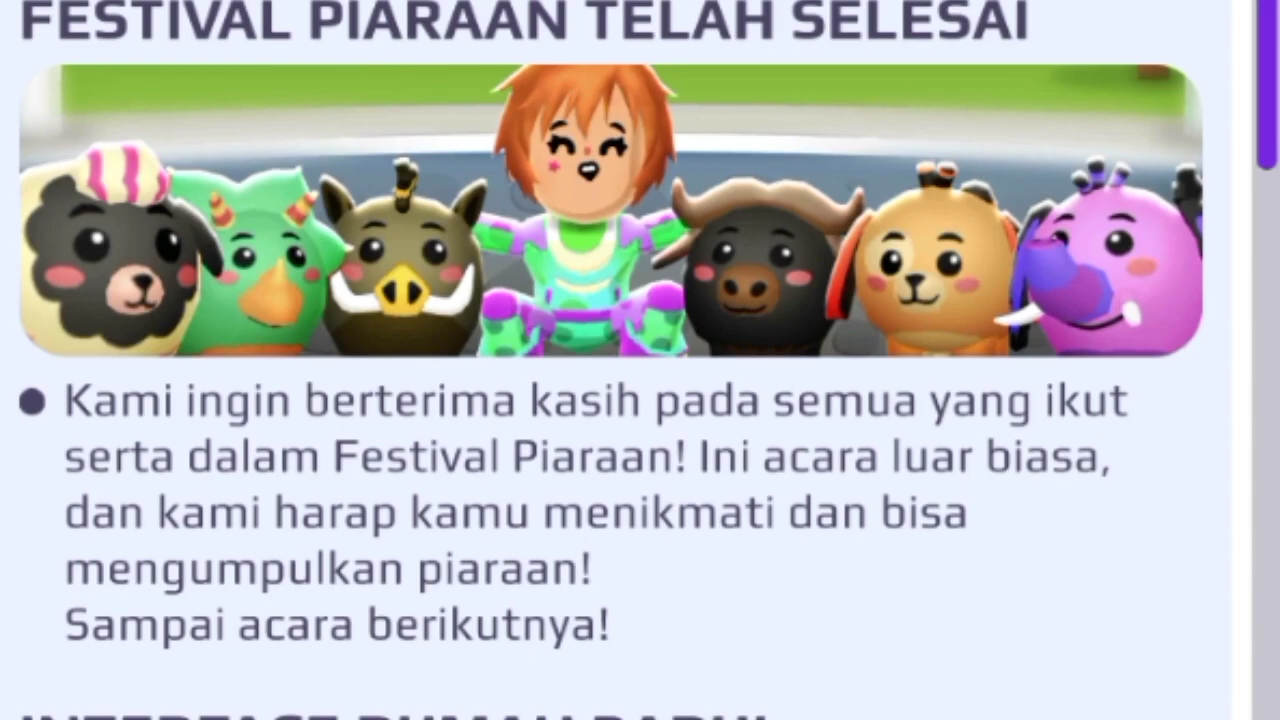 FESTIVAL PIARAAN TELAH SELESAI
Kami ingin berterima kasih pada semua yang ikut
serta dalam Festival Piaraan! Ini acara luar biasa,
dan kami harap kamu menikmati dan bisa
mengumpulkan piaraan!
Sampai acara berikutnya!